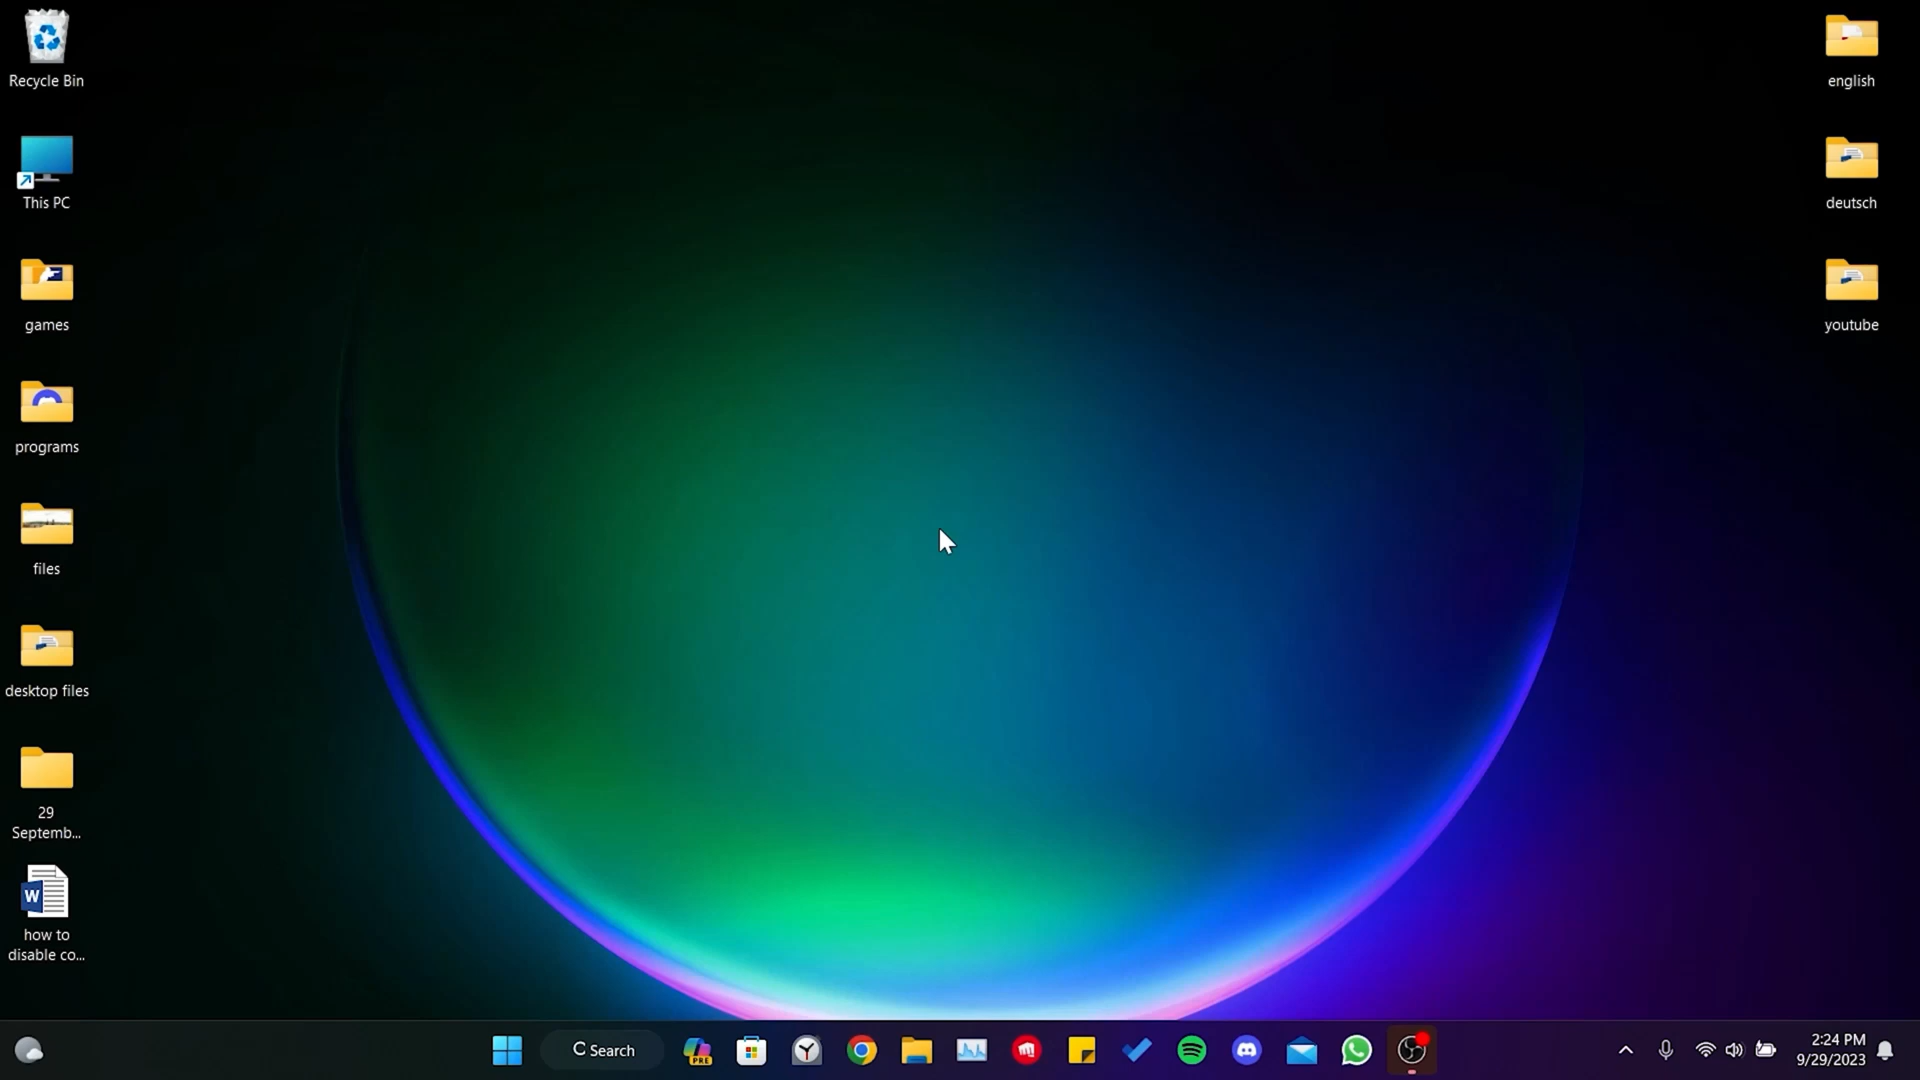 Recycle Bin
This PC
games
programs
files
desktop files
29
Septemb...
how to
disable co...
english
deutsch
youtube
Search
PRE
2:24 PM
9/29/2023